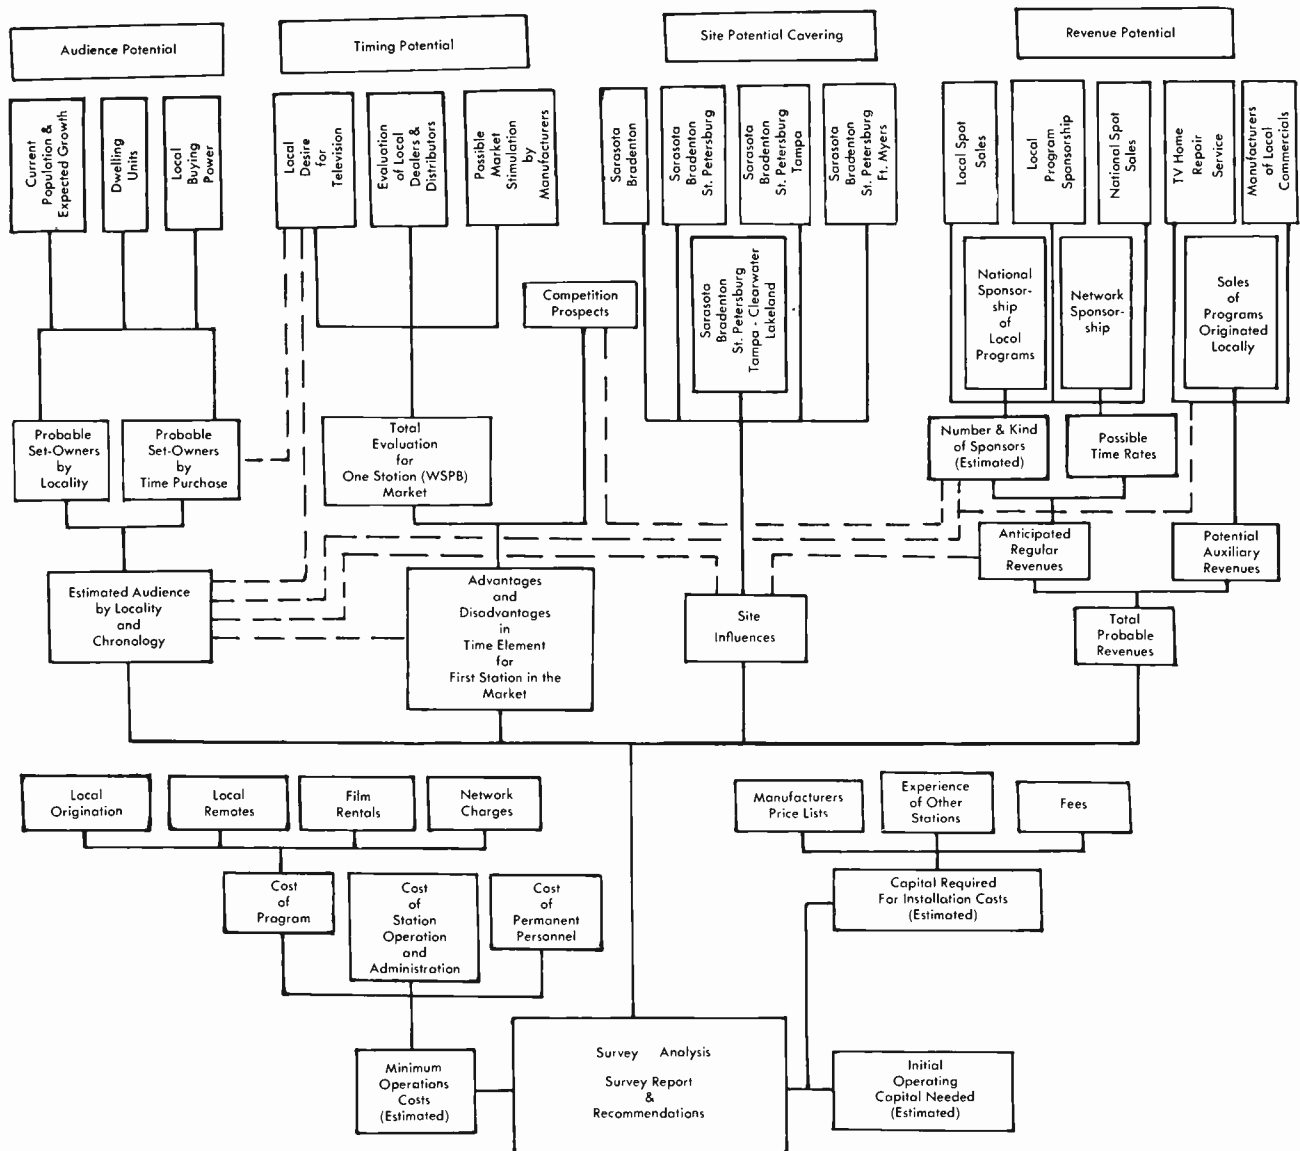 Audience Potential
Timing Potential
Site Potential Covering
Revenue Potential
Current
Population &
Expected Growth
Dwelling
Units
Local
Buying
Power
Local
Desire
for
Television
Evaluation
of Local
Dealers &
Distributors
Possible
Market
Stimulation
by
Manufacturers
Sarasota
Bradenton
Sarasota
Bradenton
St. Petersburg
Sarasota
Bradenton
St. Petersburg
Tampa
Sarasota
Bradenton
St. Petersburg
Ft. Myers
Local Spot
Sales
Local
Program
Sponsorship
National Spot
Sales
TV Home
Repair
Service
Manufacturers
of Local
Commercials
Competition
Prospects
Sarasota
Bradenton
St. Petersburg
Tampa - Clearwater
Lakeland
National
Sponsor-
ship
of
Local
Programs
Network
Sponsor-
ship
Sales
of
Programs
Originated
Locally
Probable
Set-Owners
by
Locality
Probable
Set-Owners
by
Time Purchase
Total
Evaluation
for
One Station (WSPB)
Market
Number & Kind
of Sponsors
(Estimated)
Possible
Time Rates
Anticipated
Regular
Revenues
Potential
Auxiliary
Revenues
Estimated Audience
by Locality
and
Chronology
Advantages
and
Disadvantages
in
Time Element
for
First Station in the
Market
Site
Influences
Total
Probable
Revenues
Local
Origination
Local
Remotes
Film
Rentals
Network
Charges
Manufacturers
Price Lists
Experience
of Other
Stations
Fees
Cost
of
Program
Cost
of
Station
Operation
and
Administration
Cost
of
Permanent
Personnel
Capital Required
For Installation Costs
(Estimated)
Minimum
Operations
Costs
(Estimated)
Survey Analysis
Survey Report
&
Recommendations
Initial
Operating
Capital Needed
(Estimated)